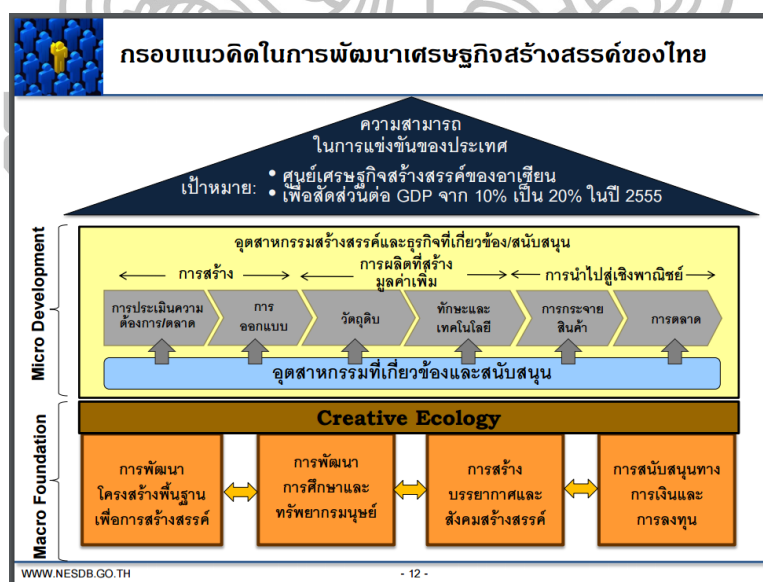 กรอบแนวคิดในการพัฒนาเศรษฐกิจสร้างสรรค์ของไทย
ความสามารถ
ในการแข่งขันของประเทศ
เป้าหมาย: • ศูนย์เศรษฐกิจสร้างสรรค์ของอาเซียน
• เพื่อสัดส่วนต่อ GDP จาก 10% เป็น 20% ในปี 2555
Micro Development
อุตสาหกรรมสร้างสรรค์และธุรกิจที่เกี่ยวข้อง/สนับสนุน
การสร้าง
การผลิตที่สร้าง
มูลค่าเพิ่ม
การนำไปสู่เชิงพาณิชย์
การประเมินความ
ต้องการ/ตลาด
การ
ออกแบบ
วัตถุดิบ
ทักษะและ
เทคโนโลยี
การกระจาย
สินค้า
การตลาด
อุตสาหกรรมที่เกี่ยวข้องและสนับสนุน
Macro Foundation
Creative Ecology
การพัฒนา
โครงสร้างพื้นฐาน
เพื่อการสร้างสรรค์
การพัฒนา
การศึกษาและ
ทรัพยากรมนุษย์
การสร้าง
บรรยากาศและ
สังคมสร้างสรรค์
การสนับสนุนทาง
การเงินและ
การลงทุน
WWW.NESDB.GO.TH
- 12 -